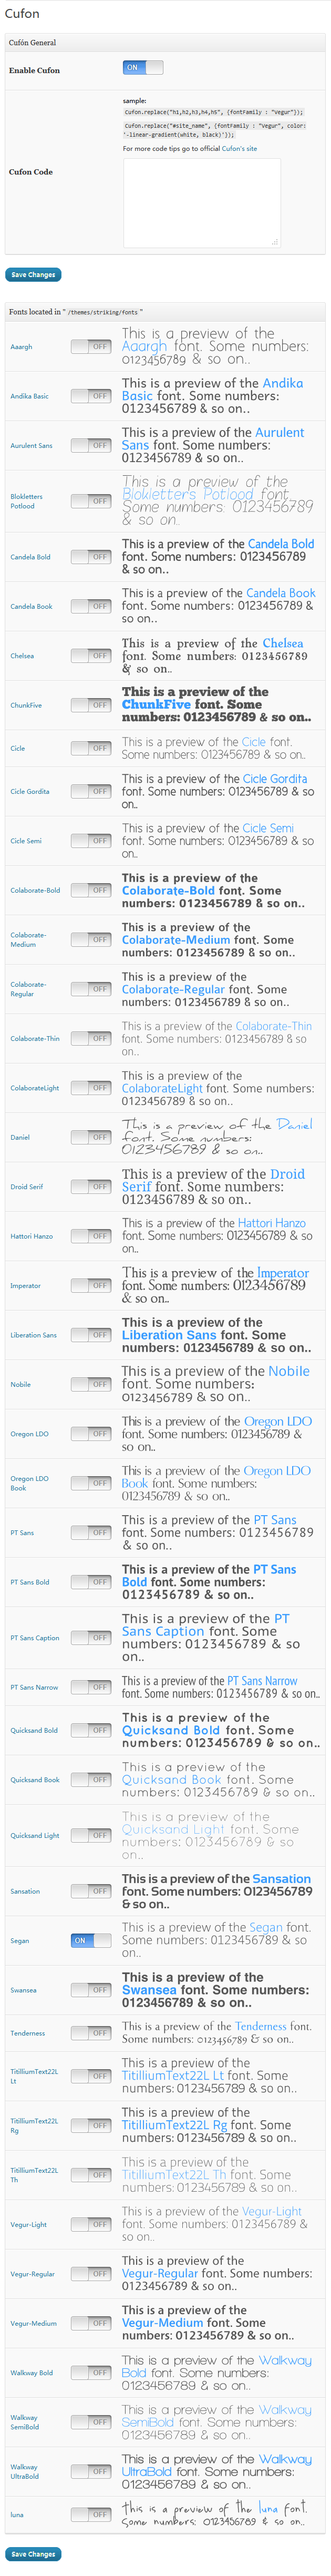 Cufon
Cufón General
Enable Cufon
ON
sample:
Cufon.replace("h1,h2,h3,h4,h5", {fontFamily : "Vegur"});
Cufon.replace("#site_name", {fontFamily : "Vegur", color:
'-linear-gradient(white, black)'});
For more code tips go to official Cufon's site
Cufon Code
Save Changes
Fonts located in " /themes/striking/fonts "
Aaargh
OFF
This is a preview of the
Aaargh font. Some numbers:
0123456789 & so on..
Andika Basic
OFF
This is a preview of the Andika
Basic font. Some numbers:
0123456789 & so on..
Aurulent Sans
OFF
This is a preview of the Aurulent
Sans font. Some numbers:
0123456789 & so on..
Blokletters
Potlood
OFF
This is a preview of the
Blokletters Potlood font.
Some numbers: 0123456789
& so on..
Candela Bold
OFF
This is a preview of the Candela Bold
font. Some numbers: 0123456789
& so on..
Candela Book
OFF
This is a preview of the Candela Book
font. Some numbers: 0123456789 &
so on..
Chelsea
OFF
This is a preview of the Chelsea
font. Some numbers: 0123456789
& so on..
ChunkFive
OFF
This is a preview of the
ChunkFive font. Some
numbers: 0123456789 & so on..
Cicle
OFF
This is a preview of the Cicle font.
Some numbers: 0123456789 & so on..
Cicle Gordita
OFF
This is a preview of the Cicle Gordita
font. Some numbers: 0123456789 & so
on..
Cicle Semi
OFF
This is a preview of the Cicle Semi
font. Some numbers: 0123456789 & so
on..
Colaborate-Bold
OFF
This is a preview of the
Colaborate-Bold font. Some
numbers: 0123456789 & so on..
Colaborate-
Medium
OFF
This is a preview of the
Colaborate-Medium font. Some
numbers: 0123456789 & so on..
Colaborate-
Regular
OFF
This is a preview of the
Colaborate-Regular font. Some
numbers: 0123456789 & so on..
Colaborate-Thin
OFF
This is a preview of the Colaborate-Thin
font. Some numbers: 0123456789 & so
on..
ColaborateLight
OFF
This is a preview of the
ColaborateLight font. Some numbers:
0123456789 & so on..
Daniel
OFF
This is a preview of the Daniel
font. Some numbers:
0123456789 & so on..
Droid Serif
OFF
This is a preview of the Droid
Serif font. Some numbers:
0123456789 & so on..
Hattori Hanzo
OFF
This is a preview of the Hattori Hanzo
font. Some numbers: 0123456789 & so
on..
Imperator
OFF
This is a preview of the Imperator
font. Some numbers: 0123456789
& so on..
Liberation Sans
OFF
This is a preview of the
Liberation Sans font. Some
numbers: 0123456789 & so on..
Nobile
OFF
This is a preview of the Nobile
font. Some numbers:
0123456789 & so on..
Oregon LDO
OFF
This is a preview of the Oregon LDO
font. Some numbers: 0123456789 &
so on..
Oregon LDO
Book
OFF
This is a preview of the Oregon LDO
Book font. Some numbers:
0123456789 & so on..
PT Sans
OFF
This is a preview of the PT Sans
font. Some numbers: 0123456789
& so on..
PT Sans Bold
OFF
This is a preview of the PT Sans
Bold font. Some numbers:
0123456789 & so on..
PT Sans Caption
OFF
This is a preview of the PT
Sans Caption font. Some
numbers: 0123456789 & so
on..
PT Sans Narrow
OFF
This is a preview of the PT Sans Narrow
font. Some numbers: 0123456789 & so on..
Quicksand Bold
OFF
This is a preview of the
Quicksand Bold font. Some
numbers: 0123456789 & so on..
Quicksand Book
OFF
This is a preview of the
Quicksand Book font. Some
numbers: 0123456789 & so on..
Quicksand Light
OFF
This is a preview of the
Quicksand Light font. Some
numbers: 0123456789 & so
on..
Sansation
OFF
This is a preview of the Sansation
font. Some numbers: 0123456789
& so on..
Segan
ON
This is a preview of the Segan font.
Some numbers: 0123456789 & so
on..
Swansea
OFF
This is a preview of the
Swansea font. Some numbers:
0123456789 & so on..
Tenderness
OFF
This is a preview of the Tenderness font.
Some numbers: 0123456789 & so on..
TitilliumText22L
Lt
OFF
This is a preview of the
TitilliumText22L Lt font. Some
numbers: 0123456789 & so on..
TitilliumText22L
Rg
OFF
This is a preview of the
TitilliumText22L Rg font. Some
numbers: 0123456789 & so on..
TitilliumText22L
Th
OFF
This is a preview of the
TitilliumText22L Th font. Some
numbers: 0123456789 & so on..
Vegur-Light
OFF
This is a preview of the Vegur-Light
font. Some numbers: 0123456789 &
so on..
Vegur-Regular
OFF
This is a preview of the
Vegur-Regular font. Some numbers:
0123456789 & so on..
Vegur-Medium
OFF
This is a preview of the
Vegur-Medium font. Some
numbers: 0123456789 & so on..
Walkway Bold
OFF
This is a preview of the Walkway
Bold font. Some numbers:
0123456789 & so on..
Walkway
SemiBold
OFF
This is a preview of the Walkway
SemiBold font. Some numbers:
0123456789 & so on..
Walkway
UltraBold
OFF
This is a preview of the Walkway
UltraBold font. Some numbers:
0123456789 & so on..
luna
OFF
this is a preview of the luna font.
Some numbers: 0123456789 & so on..
Save Changes